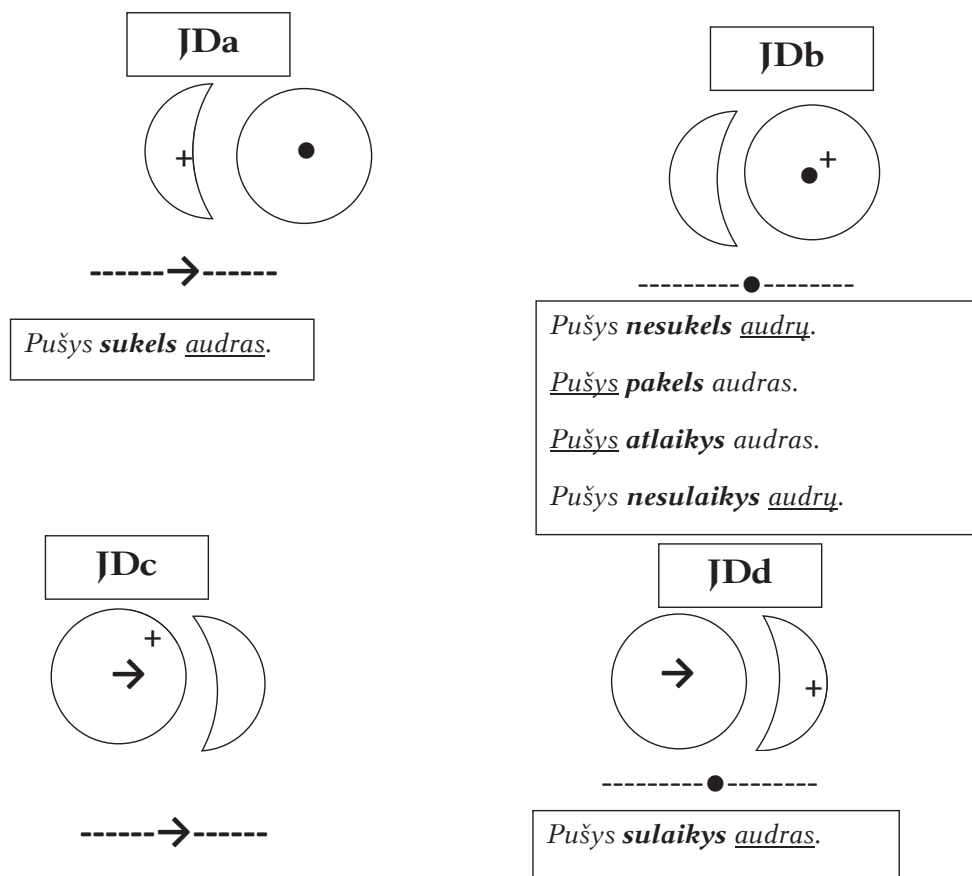 JDa
JDb
Pušys sukels audras.
Pušys nesukels audrų.
Pušys pakels audras.
Pušys atlaikys audras.
Pušys nesulaikys audrų.
JDc
JDd
Pušys sulaikys audras.